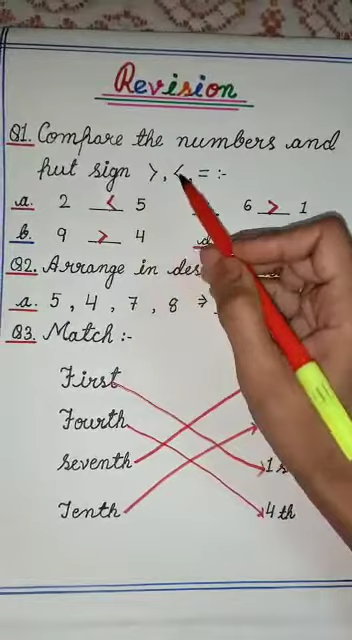 Revision
Q1. Compare the numbers and
put sign >, < = :-
a. 2 < 5 6 > 1
b. 9 > 4 d
Q2. Arrange in des
a. 5, 4, 7, 8 ⇒
Q3. Match :-
First
Fourth
Seventh 1s
Tenth 4th